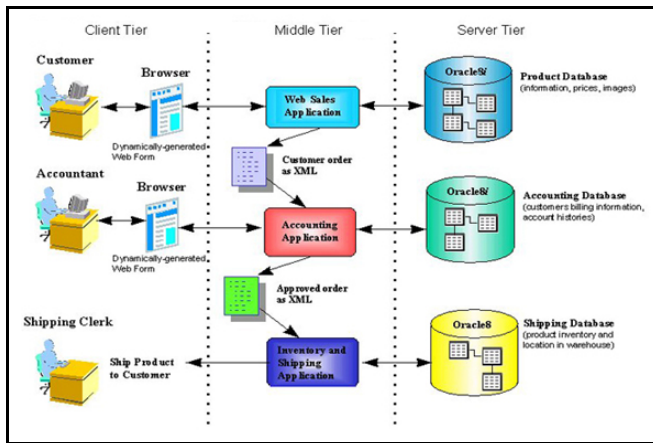 Client Tier
Middle Tier
Server Tier
Customer
Browser
Dynamically-generated
Web Form
Web Sales
Application
Oracle8i
Product Database
(information, prices, images)
Customer order
as XML
Accountant
Browser
Dynamically-generated
Web Form
Accounting
Application
Oracle8i
Accounting Database
(customers billing information,
account histories)
Approved order
as XML
Shipping Clerk
Ship Product
to Customer
Inventory and
Shipping
Application
Oracle8
Shipping Database
(product inventory and
location in warehouse)